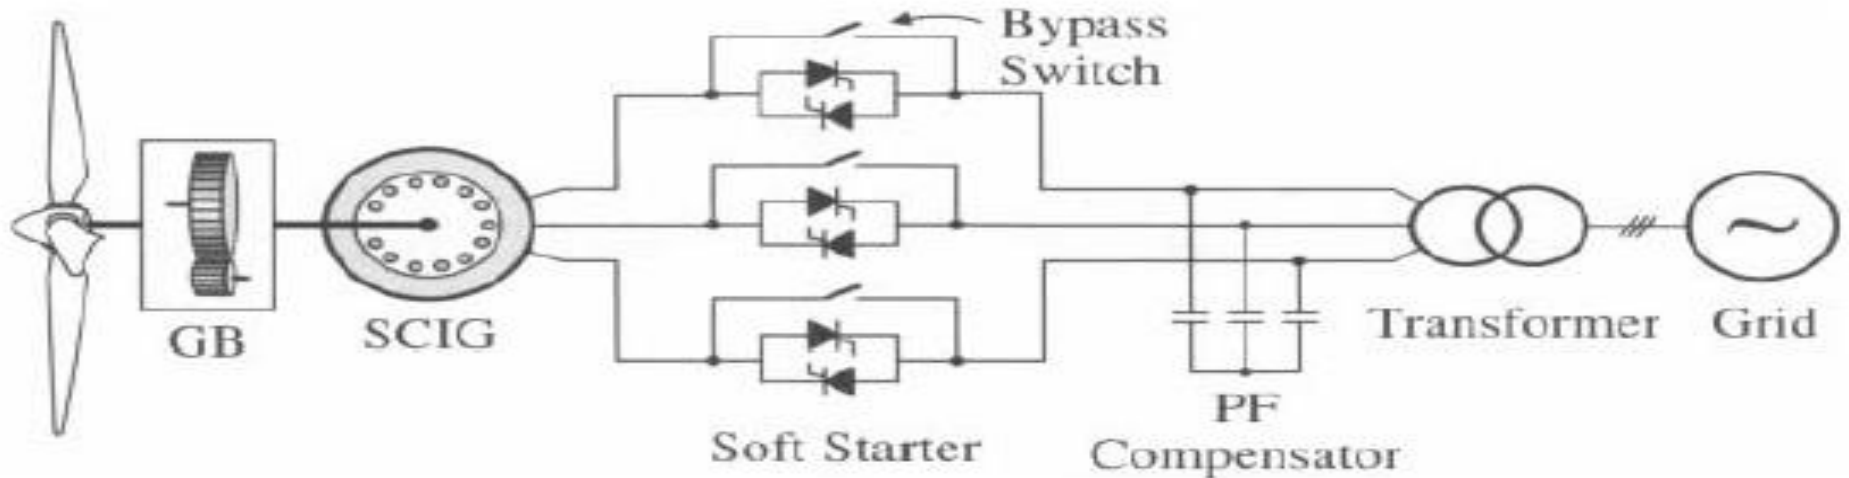 Bypass
Switch
GB
SCIG
Transformer
Grid
Soft Starter
PF
Compensator
~